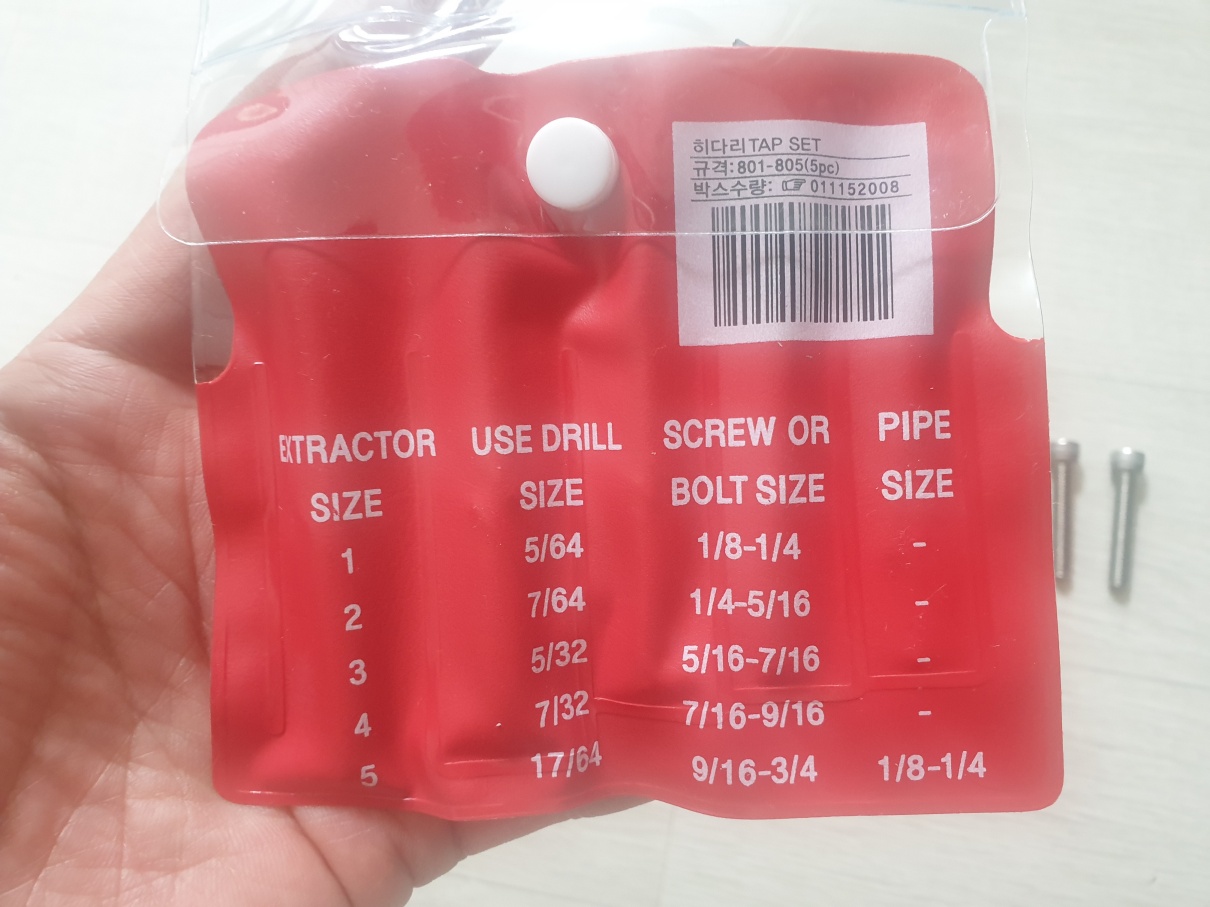 히다리 TAP SET
규격:801-805(5pc)
박스수량: ☞ 011152008
EXTRACTOR USE DRILL SCREW OR PIPE
SIZE SIZE BOLT SIZE SIZE
1 5/64 1/8-1/4 -
2 7/64 1/4-5/16 -
3 5/32 5/16-7/16 -
4 7/32 7/16-9/16 -
5 17/64 9/16-3/4 1/8-1/4